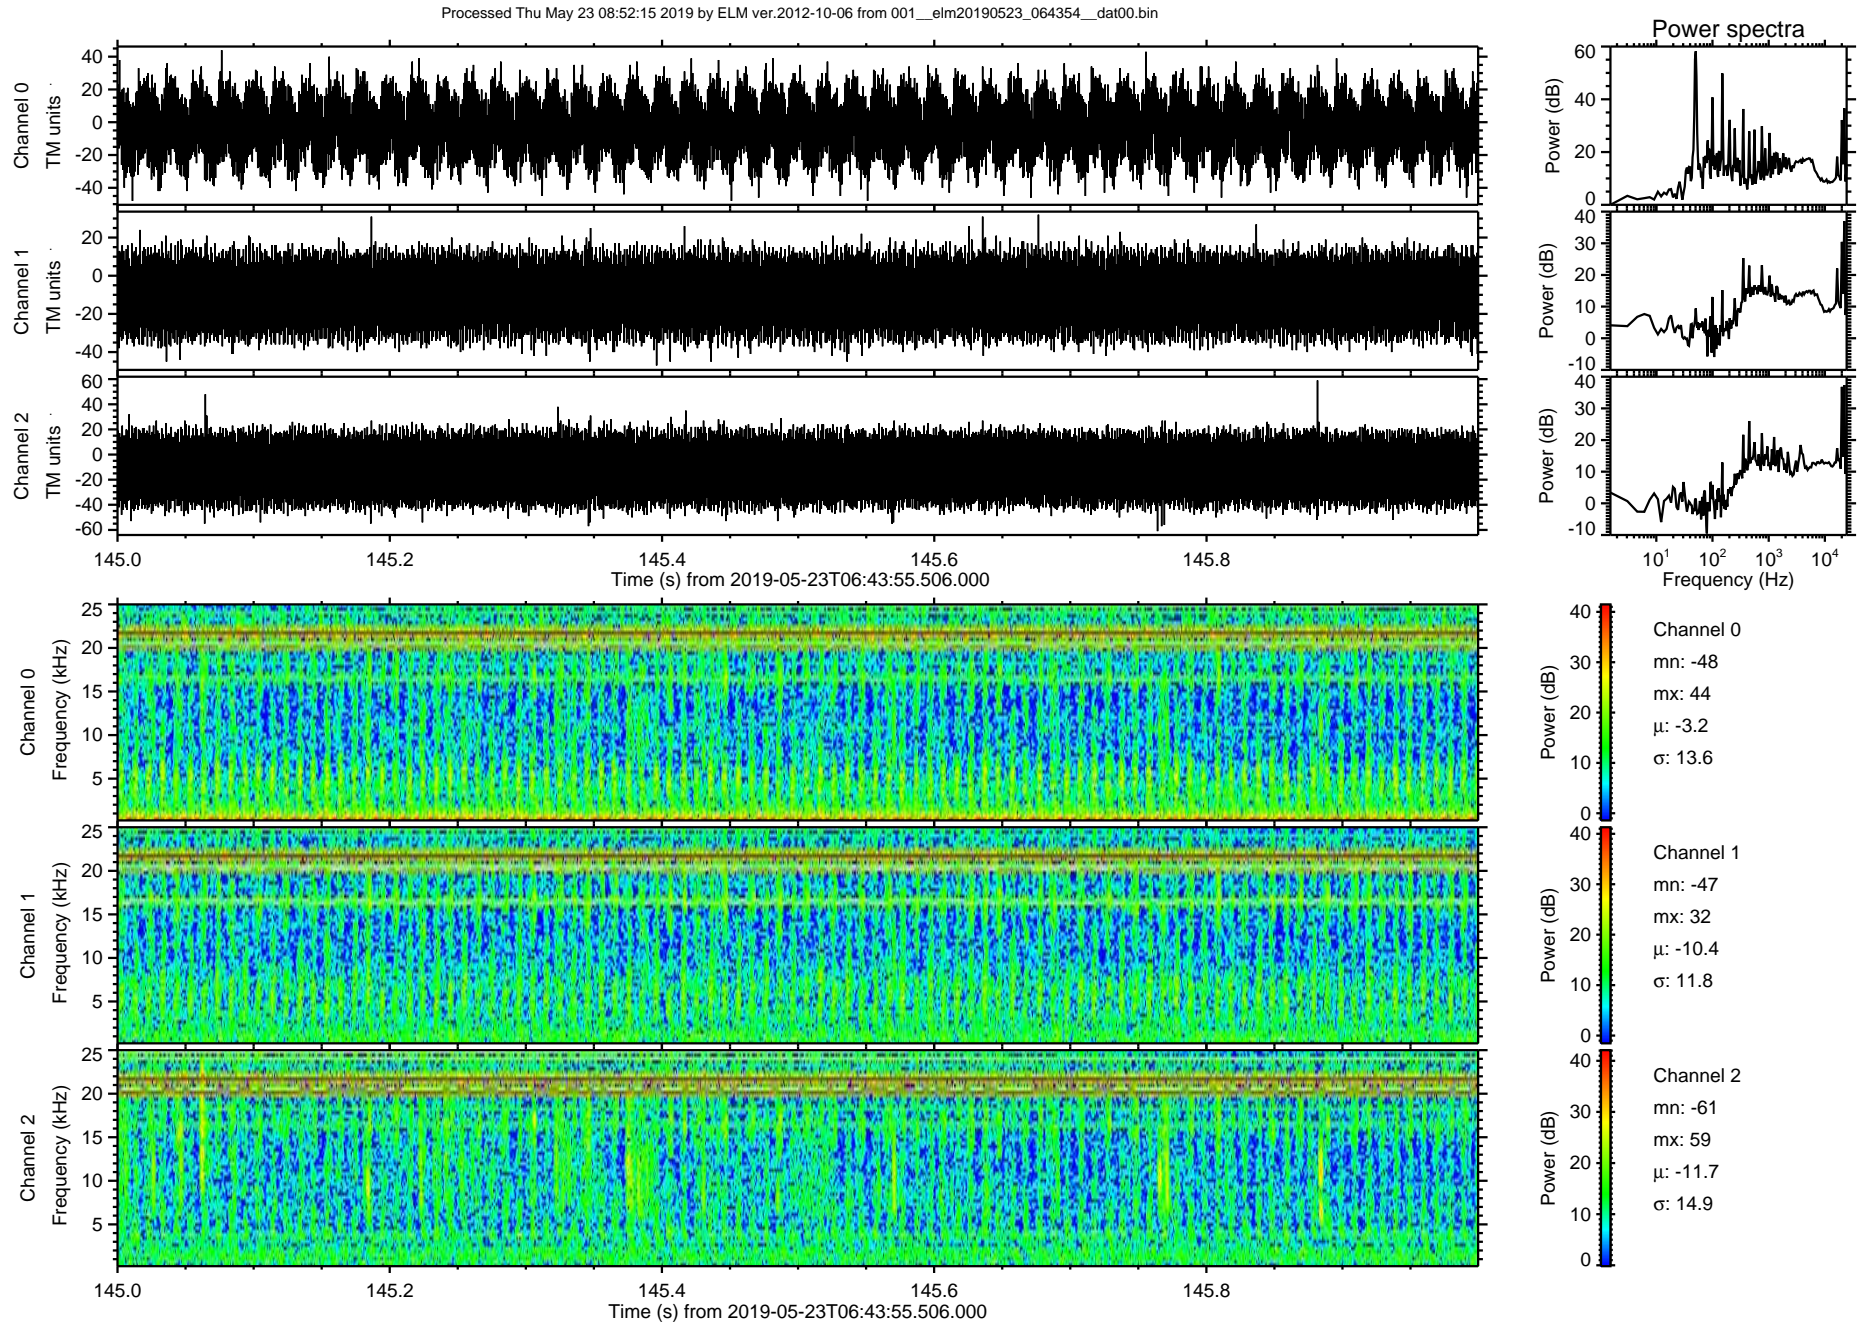 Processed Thu May 23 08:52:15 2019 by ELM ver.2012-10-06 from 001__elm20190523_064354__dat00.bin
Power spectra
Channel 0
TM units
40
20
0
-20
-40
Power (dB)
60
40
20
0
Channel 1
TM units
20
0
-20
-40
Power (dB)
40
30
20
10
0
-10
Channel 2
TM units
60
40
20
0
-20
-40
-60
Power (dB)
40
30
20
10
0
-10
145.0 145.2 145.4 145.6 145.8
Time (s) from 2019-05-23T06:43:55.506.000
10^1 10^2 10^3 10^4
Frequency (Hz)
Channel 0
Frequency (kHz)
25
20
15
10
5
Power (dB)
40
30
20
10
0
Channel 0
mn: -48
mx: 44
μ: -3.2
σ: 13.6
Channel 1
Frequency (kHz)
25
20
15
10
5
Power (dB)
40
30
20
10
0
Channel 1
mn: -47
mx: 32
μ: -10.4
σ: 11.8
Channel 2
Frequency (kHz)
25
20
15
10
5
Power (dB)
40
30
20
10
0
Channel 2
mn: -61
mx: 59
μ: -11.7
σ: 14.9
145.0 145.2 145.4 145.6 145.8
Time (s) from 2019-05-23T06:43:55.506.000